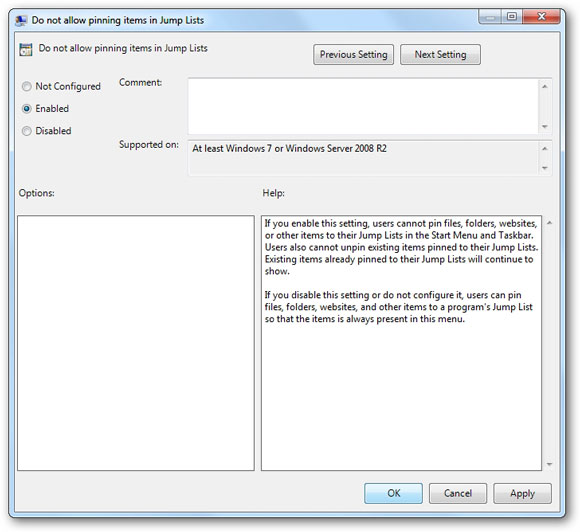 Do not allow pinning items in Jump Lists
Do not allow pinning items in Jump Lists
Previous Setting
Next Setting
Not Configured
Comment:
Enabled
Disabled
Supported on:
At least Windows 7 or Windows Server 2008 R2
Options:
Help:
If you enable this setting, users cannot pin files, folders, websites,
or other items to their Jump Lists in the Start Menu and Taskbar.
Users also cannot unpin existing items pinned to their Jump Lists.
Existing items already pinned to their Jump Lists will continue to
show.
If you disable this setting or do not configure it, users can pin
files, folders, websites, and other items to a program's Jump List
so that the items is always present in this menu.
OK
Cancel
Apply